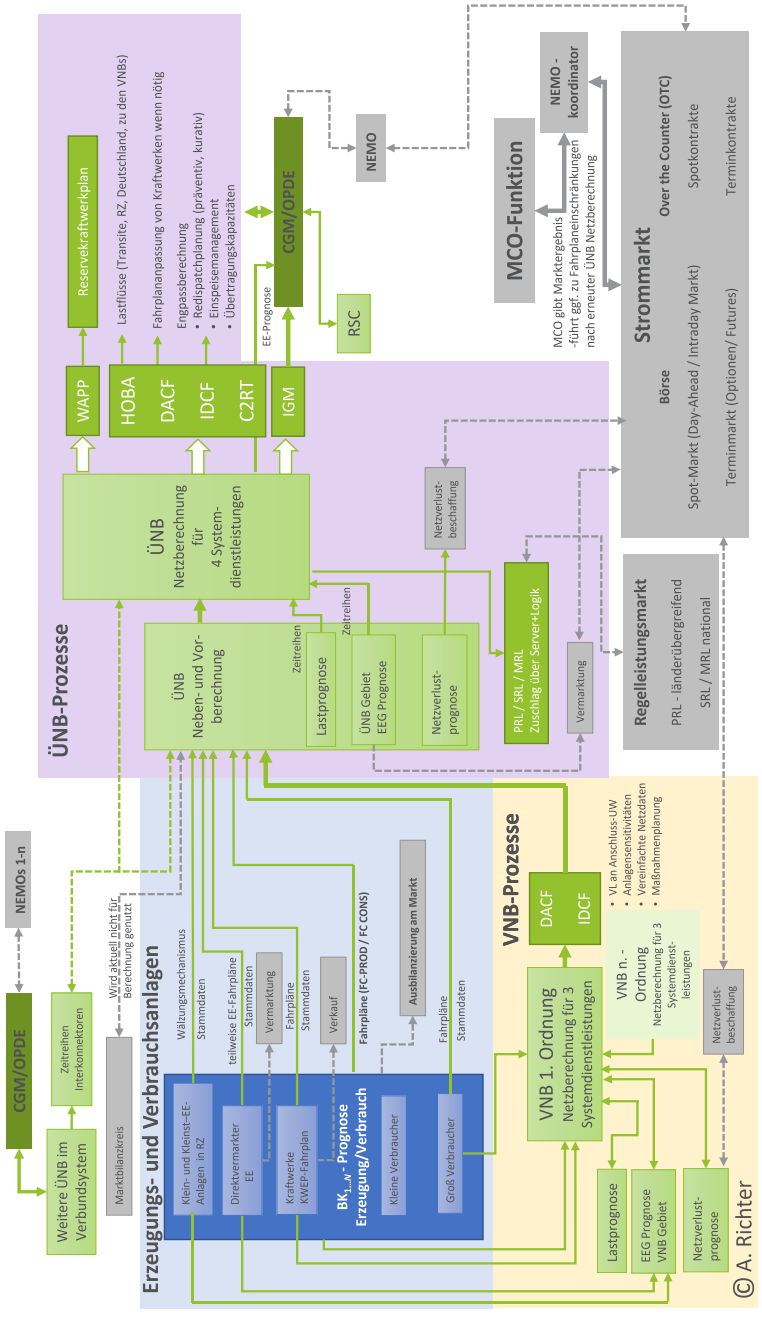 CGM/OPDE
NEMOs 1-n
Weitere ÜNB im
Verbundsystem
Zeitreihen
Interkonnektoren
Marktbilanzkreis
Wird aktuell nicht für
Berechnung genutzt
Erzeugungs- und Verbrauchsanlagen
Klein- und Kleinst–EE-
Anlagen in RZ
Direktvermarkter
EE
Kraftwerke
KWEP-Fahrplan
BK1...N - Prognose
Erzeugung/Verbrauch
Kleine Verbraucher
Groß Verbraucher
Wälzungsmechanismus
Stammdaten
teilweise EE-Fahrpläne
Stammdaten
Vermarktung
Fahrpläne
Stammdaten
Verkauf
Fahrpläne (FC-PROD / FC CONS)
Ausbilanzierung am Markt
Fahrpläne
Stammdaten
VNB-Prozesse
DACF
IDCF
• VL an Anschluss-UW
• Anlagensensitivitäten
• Vereinfachte Netzdaten
• Maßnahmenplanung
VNB 1. Ordnung
Netzberechnung für 3
Systemdienstleistungen
VNB n. -
Ordnung
Netzberechnung für 3
Systemdienst-
leistungen
Lastprognose
EEG Prognose
VNB Gebiet
Netzverlust-
prognose
Netzverlust-
beschaffung
© A. Richter
ÜNB-Prozesse
ÜNB
Neben- und Vor-
berechnung
Lastprognose
ÜNB Gebiet
EEG Prognose
Netzverlust-
prognose
Zeitreihen
Zeitreihen
ÜNB
Netzberechnung
für
4 System-
dienstleistungen
WAPP
HOBA
DACF
IDCF
C2RT
IGM
Reservekraftwerkplan
Lastflüsse (Transite, RZ, Deutschland, zu den VNBs)
Fahrplananpassung von Kraftwerken wenn nötig
Engpassberechnung
• Redispatchplanung (präventiv, kurativ)
• Einspeisemanagement
• Übertragungskapazitäten
EE-Prognose
CGM/OPDE
RSC
NEMO
Netzverlust-
beschaffung
PRL / SRL / MRL
Zuschlag über Server+Logik
Vermarktung
MCO-Funktion
NEMO -
koordinator
MCO gibt Marktergebnis
-führt ggf. zu Fahrplaneinschränkungen
nach erneuter ÜNB Netzberechnung
Regelleistungsmarkt
PRL - länderübergreifend
SRL / MRL national
Strommarkt
Börse
Over the Counter (OTC)
Spot-Markt (Day-Ahead / Intraday Markt)
Spotkontrakte
Terminmarkt (Optionen/ Futures)
Terminkontrakte